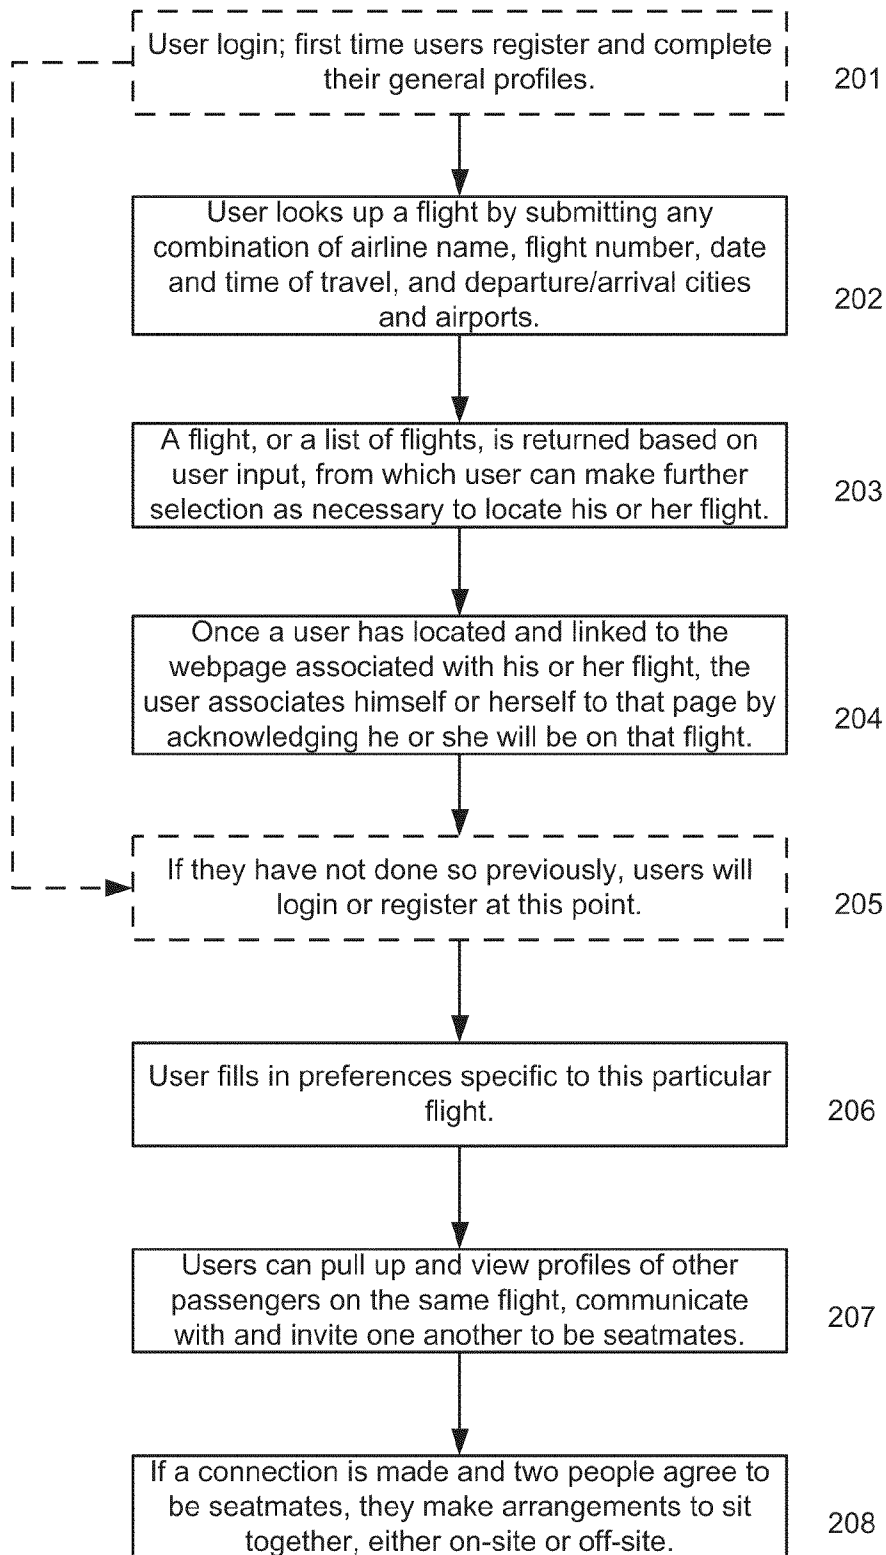 User login; first time users register and complete
their general profiles.
201
User looks up a flight by submitting any
combination of airline name, flight number, date
and time of travel, and departure/arrival cities
and airports.
202
A flight, or a list of flights, is returned based on
user input, from which user can make further
selection as necessary to locate his or her flight.
203
Once a user has located and linked to the
webpage associated with his or her flight, the
user associates himself or herself to that page by
acknowledging he or she will be on that flight.
204
If they have not done so previously, users will
login or register at this point.
205
User fills in preferences specific to this particular
flight.
206
Users can pull up and view profiles of other
passengers on the same flight, communicate
with and invite one another to be seatmates.
207
If a connection is made and two people agree to
be seatmates, they make arrangements to sit
together, either on-site or off-site.
208